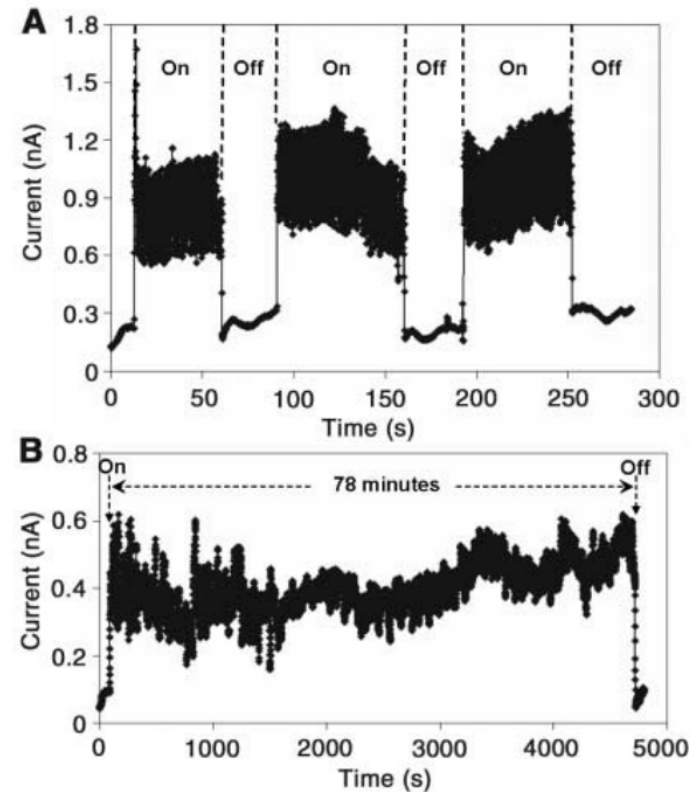 A
1.8
On Off On Off On Off
1.5
1.2
0.9
0.6
0.3
0
Current (nA)
0 50 100 150 200 250 300
Time (s)
B
0.8
On Off
78 minutes
0.6
0.4
0.2
0
Current (nA)
0 1000 2000 3000 4000 5000
Time (s)